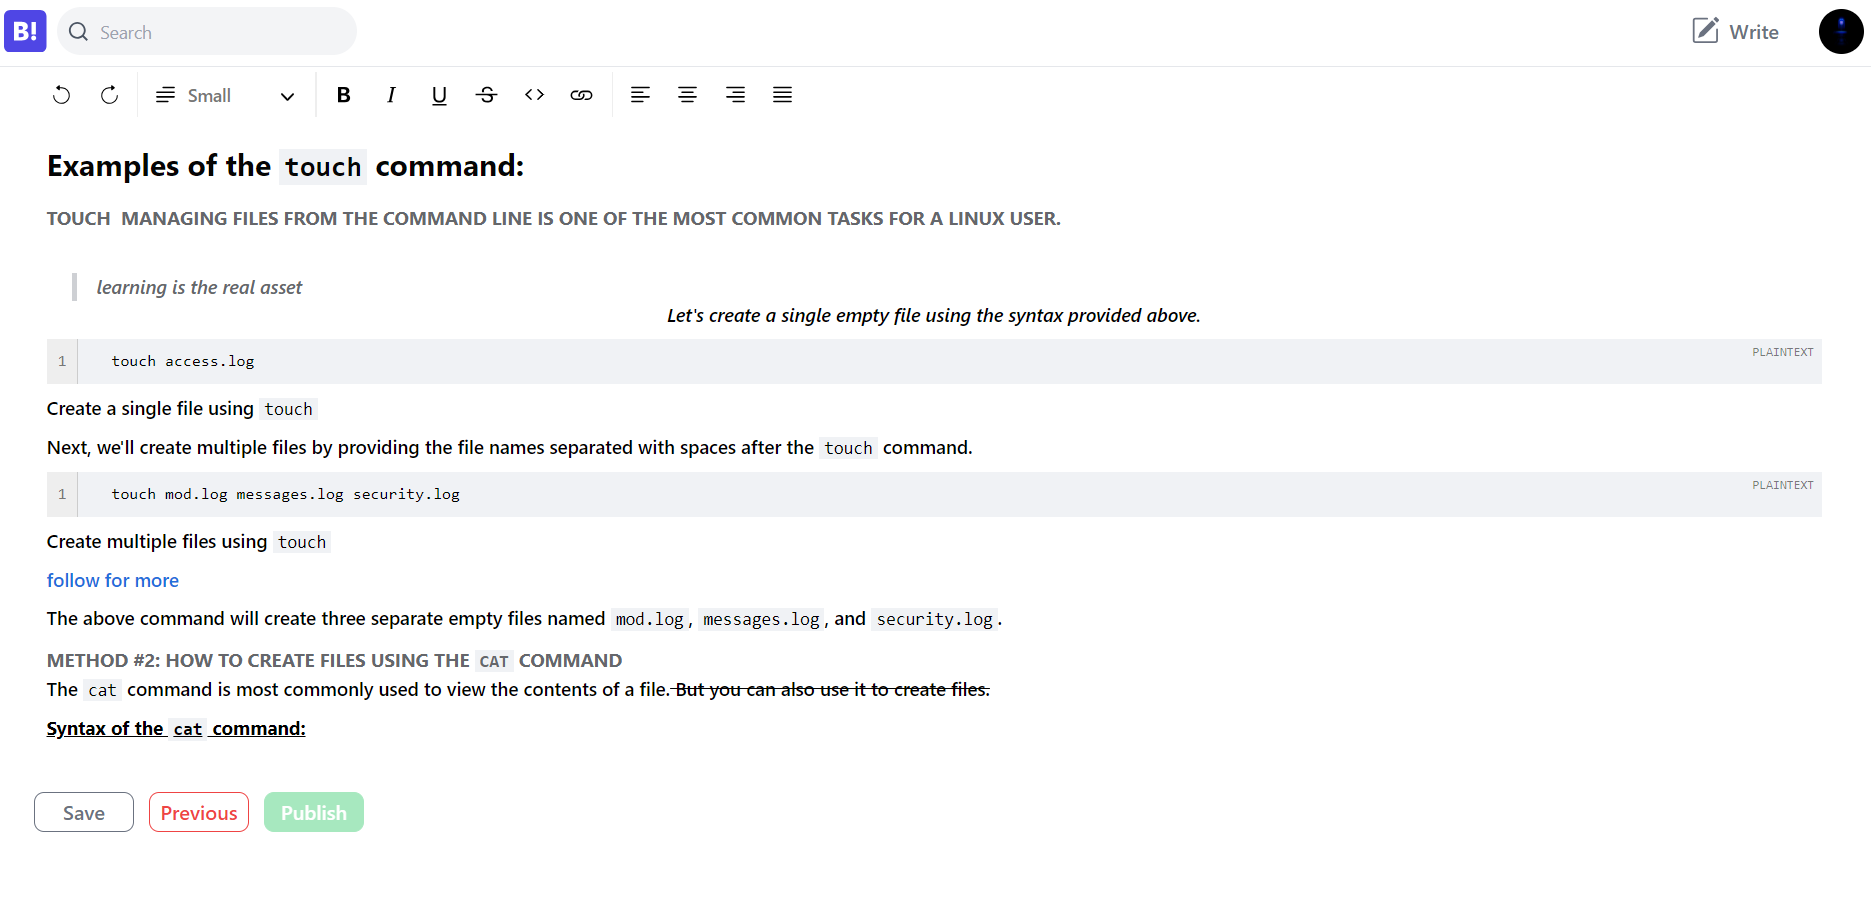 B!
Search
Write
Small
B I U S
Examples of the touch command:
TOUCH MANAGING FILES FROM THE COMMAND LINE IS ONE OF THE MOST COMMON TASKS FOR A LINUX USER.
learning is the real asset
Let's create a single empty file using the syntax provided above.
1 touch access.log PLAINTEXT
Create a single file using touch
Next, we'll create multiple files by providing the file names separated with spaces after the touch command.
1 touch mod.log messages.log security.log PLAINTEXT
Create multiple files using touch
follow for more
The above command will create three separate empty files named mod.log, messages.log, and security.log.
METHOD #2: HOW TO CREATE FILES USING THE CAT COMMAND
The cat command is most commonly used to view the contents of a file. But you can also use it to create files.
Syntax of the cat command:
Save Previous Publish